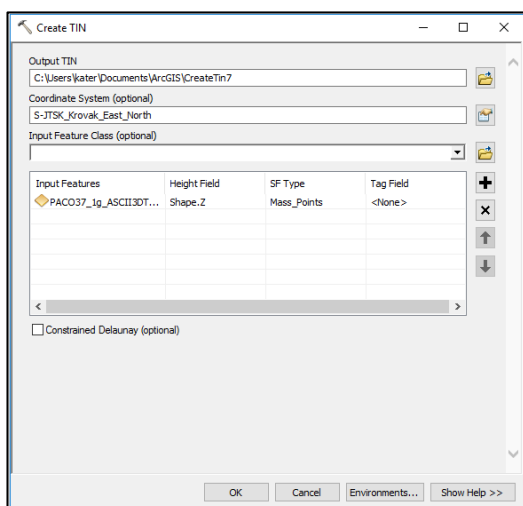 Create TIN
Output TIN
C:\Users\kater\Documents\ArcGIS\CreateTin7
Coordinate System (optional)
S-JTSK_Krovak_East_North
Input Feature Class (optional)
Input Features Height Field SF Type Tag Field
PACO37_1g_ASCII3DT... Shape.Z Mass_Points <None>
Constrained Delaunay (optional)
OK Cancel Environments... Show Help >>